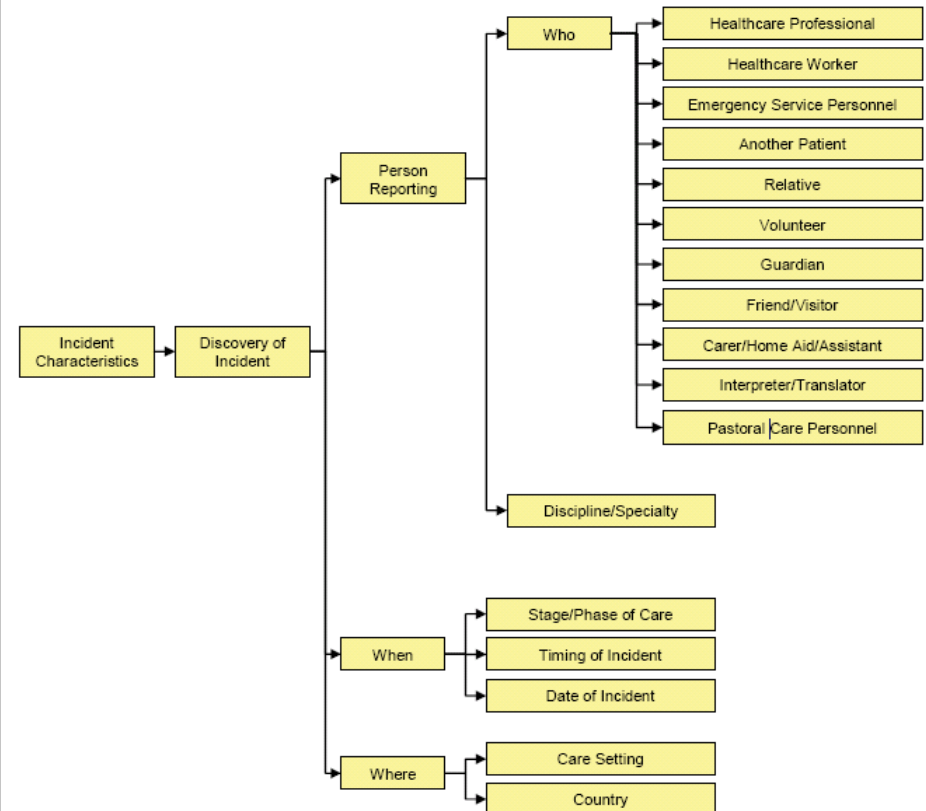 Incident
Characteristics
Discovery of
Incident
Person
Reporting
Who
Healthcare Professional
Healthcare Worker
Emergency Service Personnel
Another Patient
Relative
Volunteer
Guardian
Friend/Visitor
Carer/Home Aid/Assistant
Interpreter/Translator
Pastoral Care Personnel
Discipline/Specialty
When
Stage/Phase of Care
Timing of Incident
Date of Incident
Where
Care Setting
Country